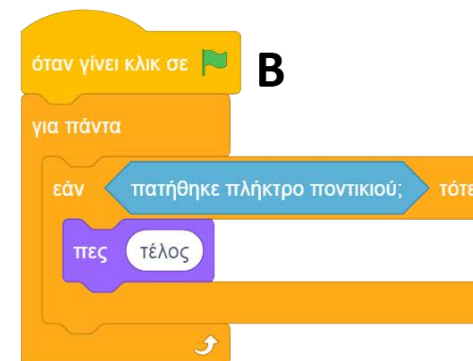 όταν γίνει κλικ σε
B
για πάντα
εάν πατήθηκε πλήκτρο ποντικιού; τότε
πες τέλος